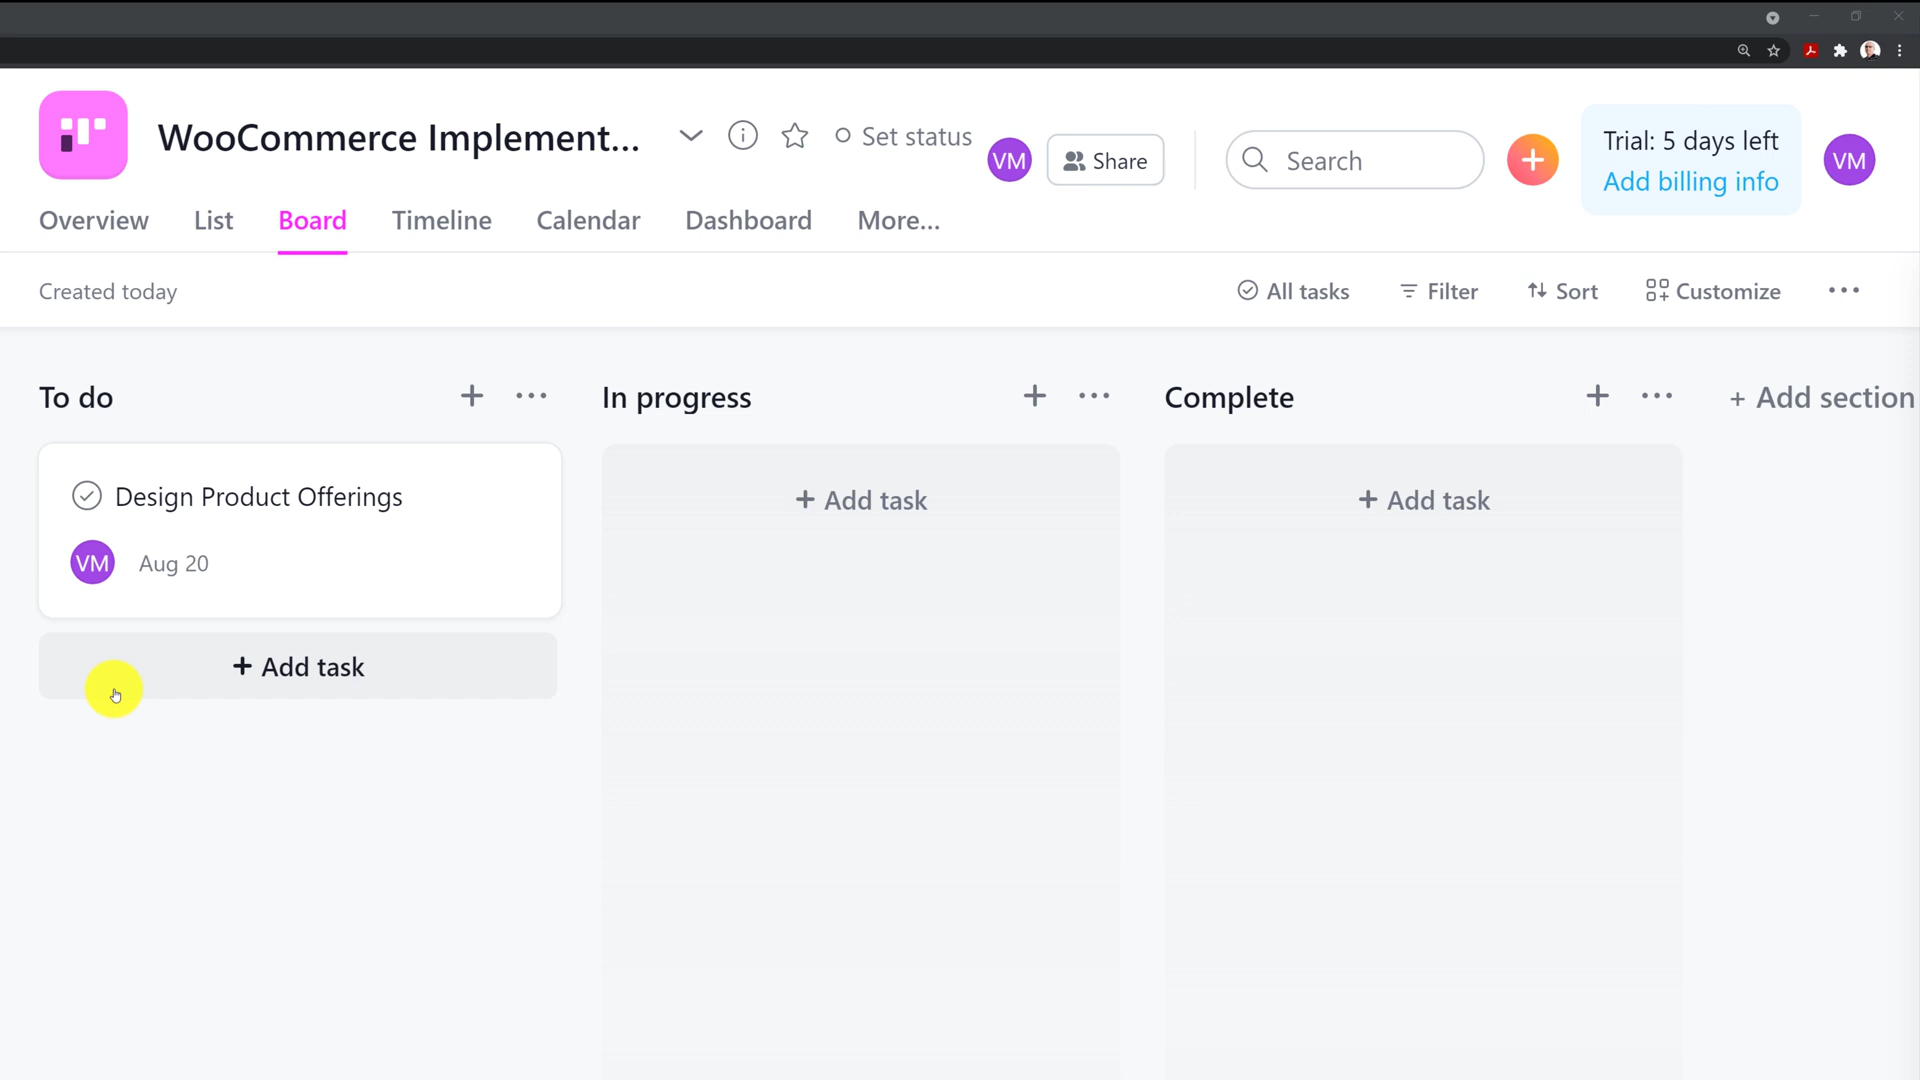 WooCommerce Implement...
Set status
VM
Share
Search
Trial: 5 days left
Add billing info
VM
Overview
List
Board
Timeline
Calendar
Dashboard
More...
Created today
All tasks
Filter
Sort
Customize
To do
In progress
Complete
+ Add section
Design Product Offerings
VM
Aug 20
+ Add task
+ Add task
+ Add task